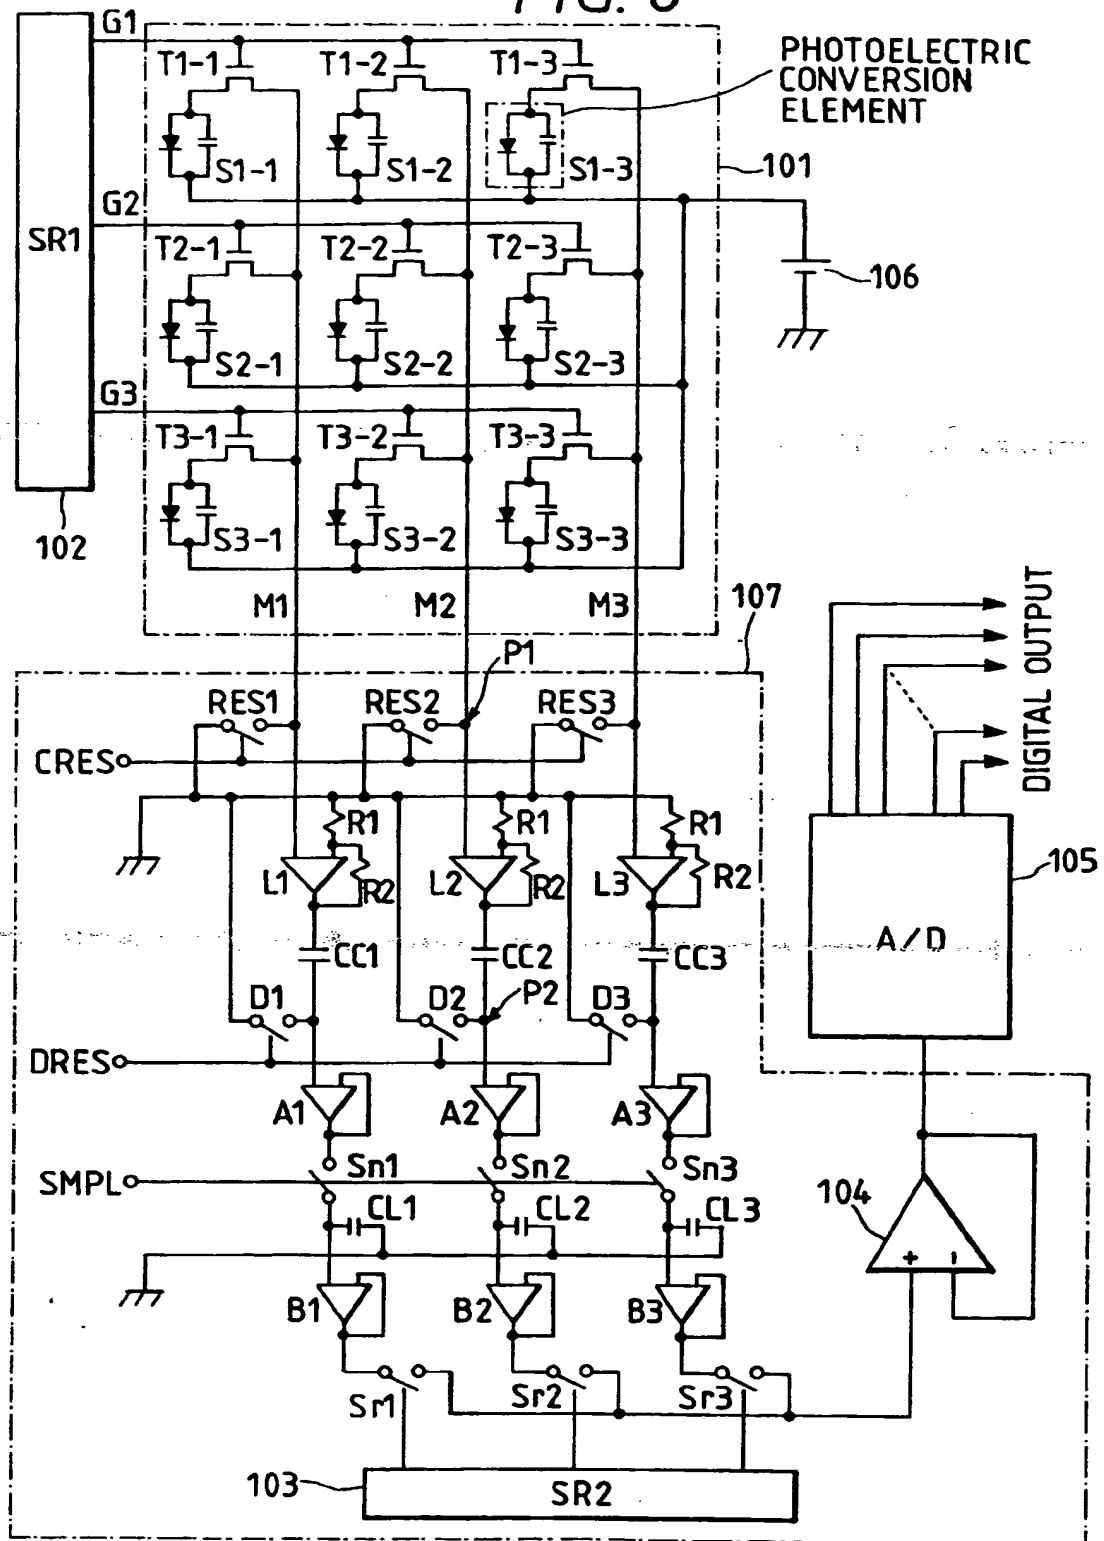 G1
T1-1
T1-2
T1-3
PHOTOELECTRIC
CONVERSION
ELEMENT
S1-1
S1-2
S1-3
101
G2
SR1
T2-1
T2-2
T2-3
106
S2-1
S2-2
S2-3
G3
T3-1
T3-2
T3-3
102
S3-1
S3-2
S3-3
M1
M2
M3
107
P1
DIGITAL OUTPUT
RES1
RES2
RES3
CRES
R1
R1
R1
L1
R2
L2
R2
L3
R2
105
A/D
CC1
CC2
CC3
D1
D2
P2
D3
DRES
A1
A2
A3
SMPL
Sn1
Sn2
Sn3
CL1
CL2
CL3
104
+
-
B1
B2
B3
Sr1
Sr2
Sr3
103
SR2